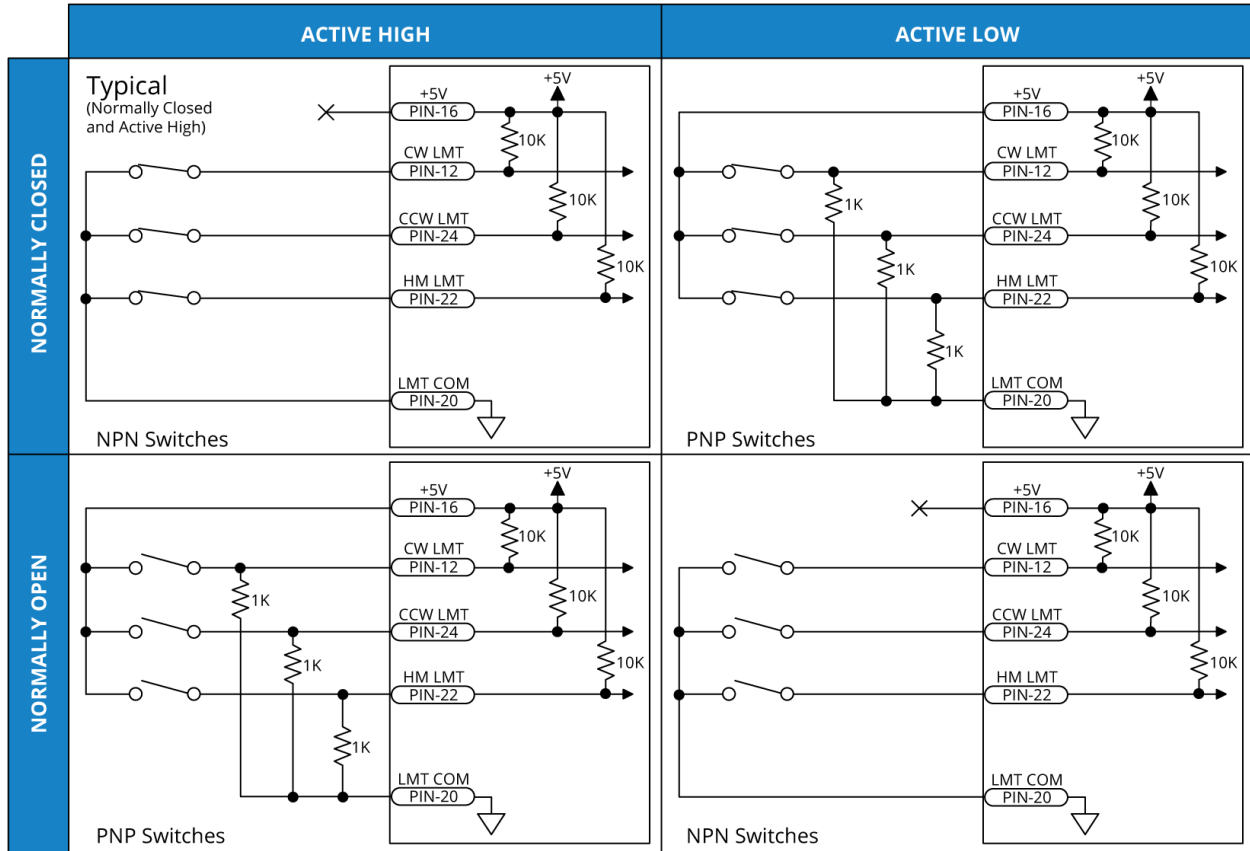 ACTIVE HIGH
ACTIVE LOW
NORMALLY CLOSED
Typical
(Normally Closed
and Active High)
+5V
+5V
PIN-16
10K
CW LMT
PIN-12
10K
CCW LMT
PIN-24
10K
HM LMT
PIN-22
LMT COM
PIN-20
NPN Switches
+5V
+5V
PIN-16
10K
CW LMT
PIN-12
1K
10K
CCW LMT
PIN-24
1K
10K
HM LMT
PIN-22
1K
LMT COM
PIN-20
PNP Switches
NORMALLY OPEN
+5V
+5V
PIN-16
10K
CW LMT
PIN-12
1K
10K
CCW LMT
PIN-24
1K
10K
HM LMT
PIN-22
1K
LMT COM
PIN-20
PNP Switches
+5V
+5V
PIN-16
10K
CW LMT
PIN-12
10K
CCW LMT
PIN-24
10K
HM LMT
PIN-22
LMT COM
PIN-20
NPN Switches